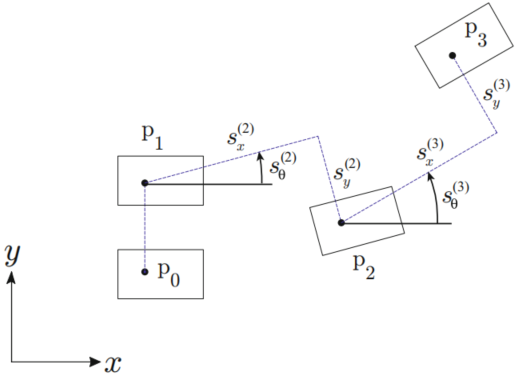 p₃
s_y^(3)
p₁
s_x^(2)
s_x^(3)
s_θ^(2)
s_y^(2)
s_θ^(3)
p₀
p₂
y
x